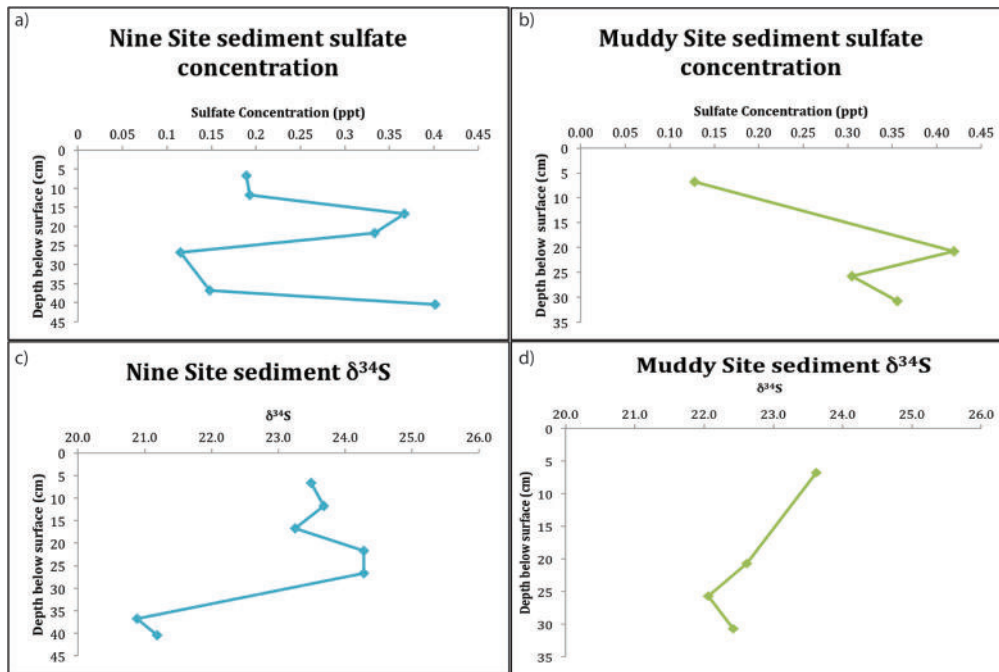 a)
Nine Site sediment sulfate
concentration
Sulfate Concentration (ppt)
0 0.05 0.1 0.15 0.2 0.25 0.3 0.35 0.4 0.45
Depth below surface (cm)
0
5
10
15
20
25
30
35
40
45
b)
Muddy Site sediment sulfate
concentration
Sulfate Concentration (ppt)
0.00 0.05 0.10 0.15 0.20 0.25 0.30 0.35 0.40 0.45
Depth below surface (cm)
0
5
10
15
20
25
30
35
c)
Nine Site sediment δ³⁴S
δ³⁴S
20.0 21.0 22.0 23.0 24.0 25.0 26.0
Depth below surface (cm)
0
5
10
15
20
25
30
35
40
45
d)
Muddy Site sediment δ³⁴S
δ³⁴S
20.0 21.0 22.0 23.0 24.0 25.0 26.0
Depth below surface (cm)
0
5
10
15
20
25
30
35